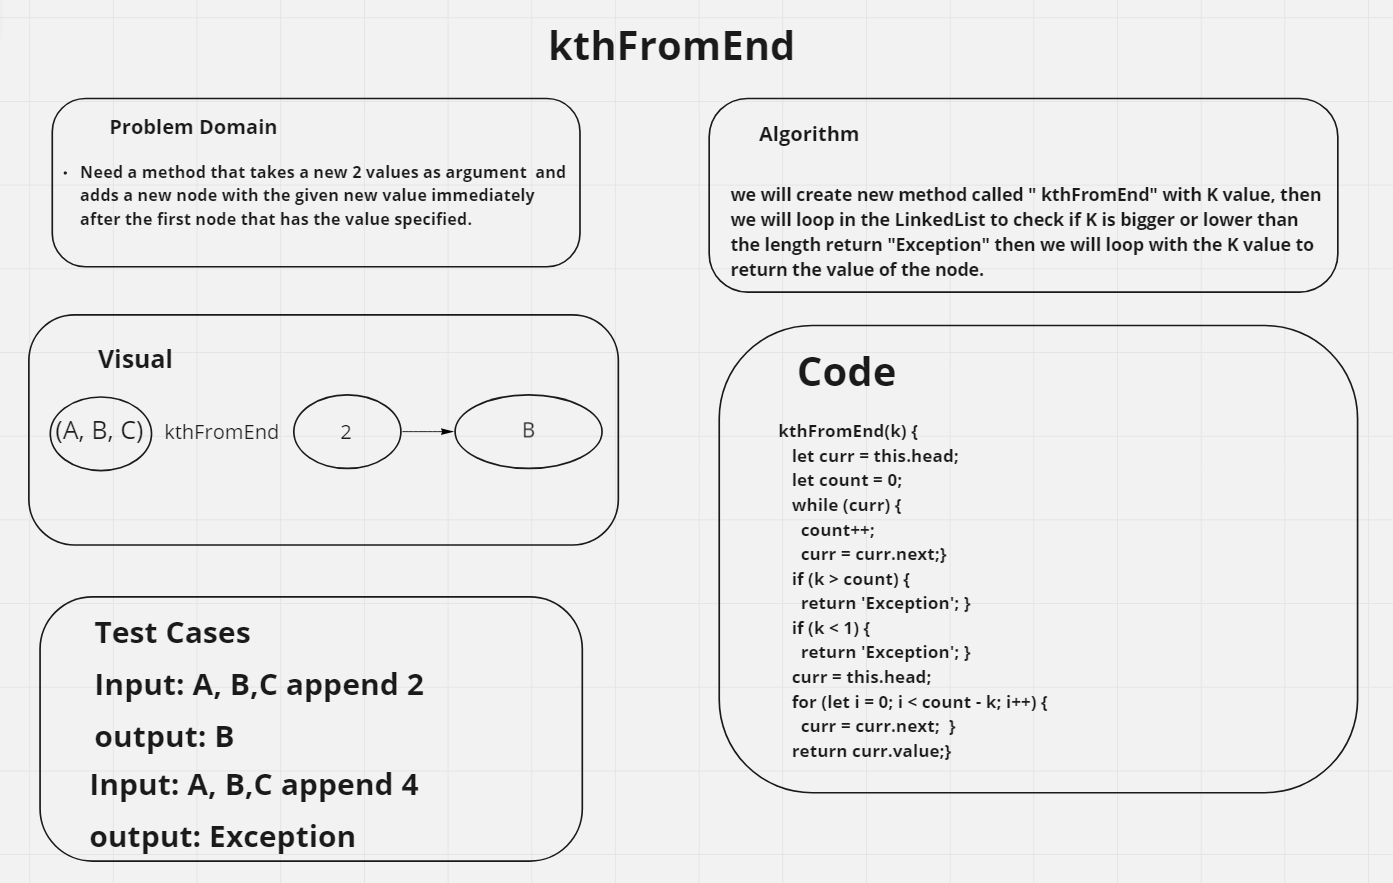 kthFromEnd
Problem Domain
• Need a method that takes a new 2 values as argument and
adds a new node with the given new value immediately
after the first node that has the value specified.
Visual
(A, B, C) kthFromEnd 2 B
Test Cases
Input: A, B,C append 2
output: B
Input: A, B,C append 4
output: Exception
Algorithm
we will create new method called " kthFromEnd" with K value, then
we will loop in the LinkedList to check if K is bigger or lower than
the length return "Exception" then we will loop with the K value to
return the value of the node.
Code
kthFromEnd(k) {
let curr = this.head;
let count = 0;
while (curr) {
count++;
curr = curr.next;}
if (k > count) {
return 'Exception'; }
if (k < 1) {
return 'Exception'; }
curr = this.head;
for (let i = 0; i < count - k; i++) {
curr = curr.next; }
return curr.value;}